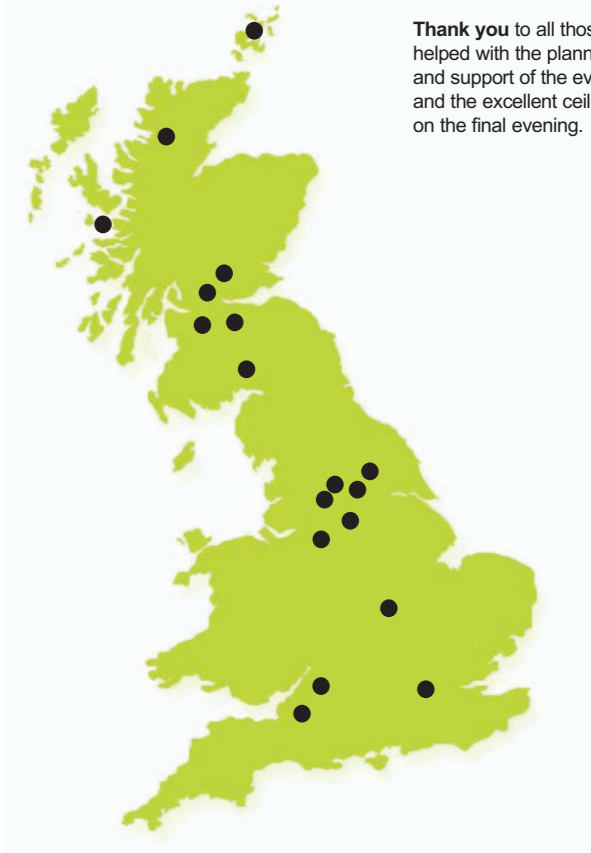 Thank you to all thos
helped with the plann
and support of the ev
and the excellent ceil
on the final evening.